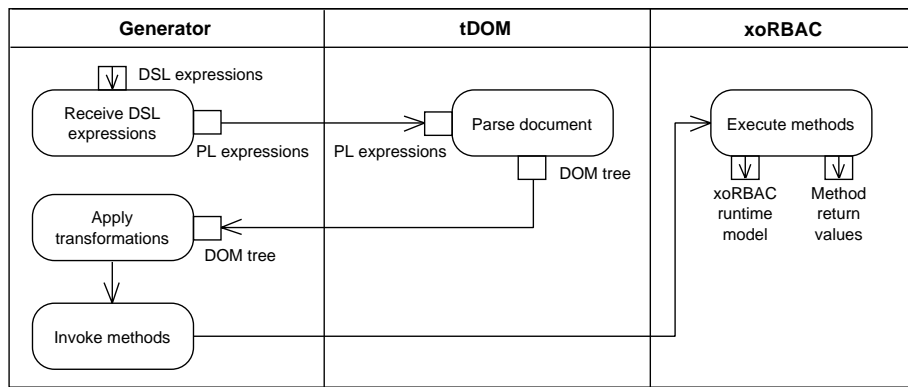 Generator
tDOM
xoRBAC
DSL expressions
Receive DSL
expressions
PL expressions
PL expressions
Parse document
DOM tree
Execute methods
xoRBAC
runtime
model
Method
return
values
Apply
transformations
DOM tree
Invoke methods